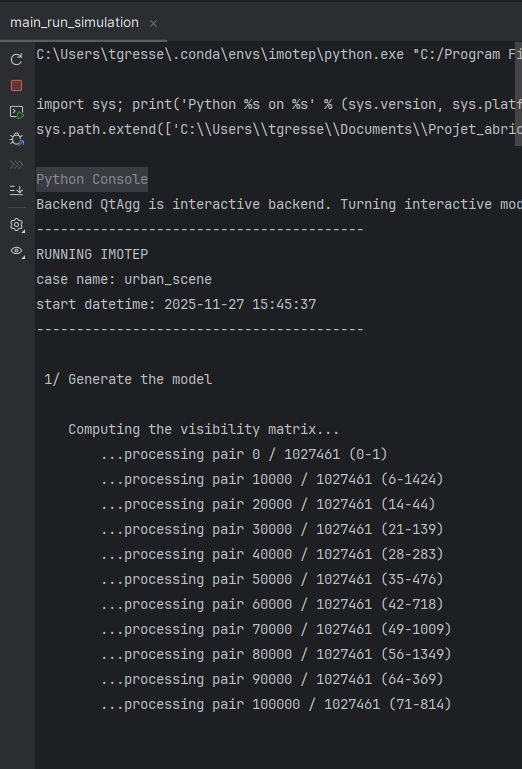 main_run_simulation
C:\Users\tgresse\.conda\envs\imotep\python.exe "C:/Program Fi
import sys; print('Python %s on %s' % (sys.version, sys.platf
sys.path.extend(['C:\\Users\\tgresse\\Documents\\Projet_abric
Python Console
Backend QtAgg is interactive backend. Turning interactive mod
-----------------------------------------
RUNNING IMOTEP
case name: urban_scene
start datetime: 2025-11-27 15:45:37
-----------------------------------------
1/ Generate the model
Computing the visibility matrix...
...processing pair 0 / 1027461 (0-1)
...processing pair 10000 / 1027461 (6-1424)
...processing pair 20000 / 1027461 (14-44)
...processing pair 30000 / 1027461 (21-139)
...processing pair 40000 / 1027461 (28-283)
...processing pair 50000 / 1027461 (35-476)
...processing pair 60000 / 1027461 (42-718)
...processing pair 70000 / 1027461 (49-1009)
...processing pair 80000 / 1027461 (56-1349)
...processing pair 90000 / 1027461 (64-369)
...processing pair 100000 / 1027461 (71-814)